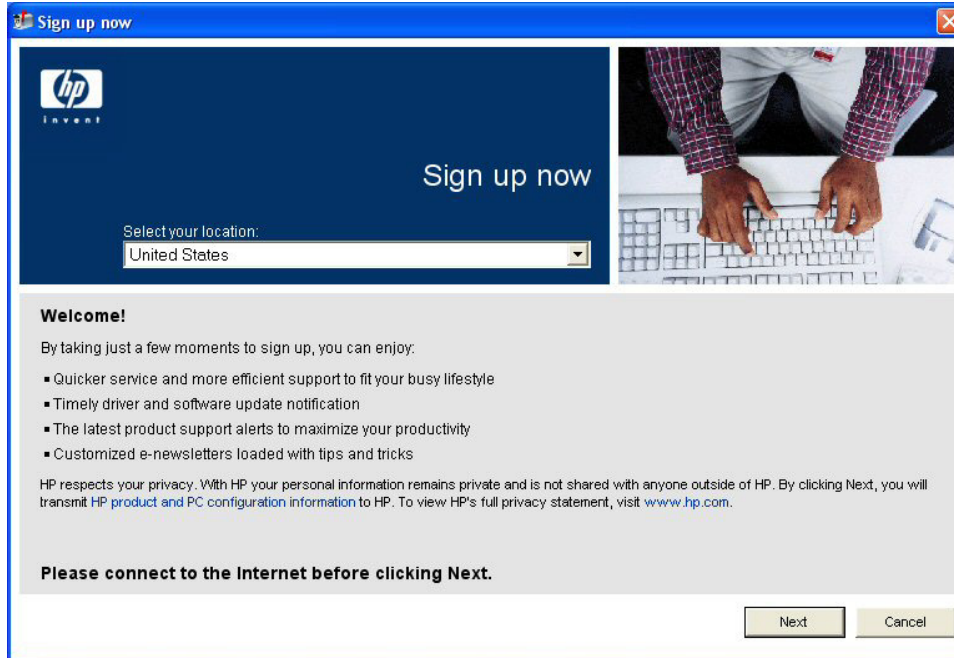 Sign up now
hp
invent
Sign up now
Select your location:
United States
Welcome!
By taking just a few moments to sign up, you can enjoy:
▪ Quicker service and more efficient support to fit your busy lifestyle
▪ Timely driver and software update notification
▪ The latest product support alerts to maximize your productivity
▪ Customized e-newsletters loaded with tips and tricks
HP respects your privacy. With HP your personal information remains private and is not shared with anyone outside of HP. By clicking Next, you will
transmit HP product and PC configuration information to HP. To view HP's full privacy statement, visit www.hp.com.
Please connect to the Internet before clicking Next.
Next Cancel